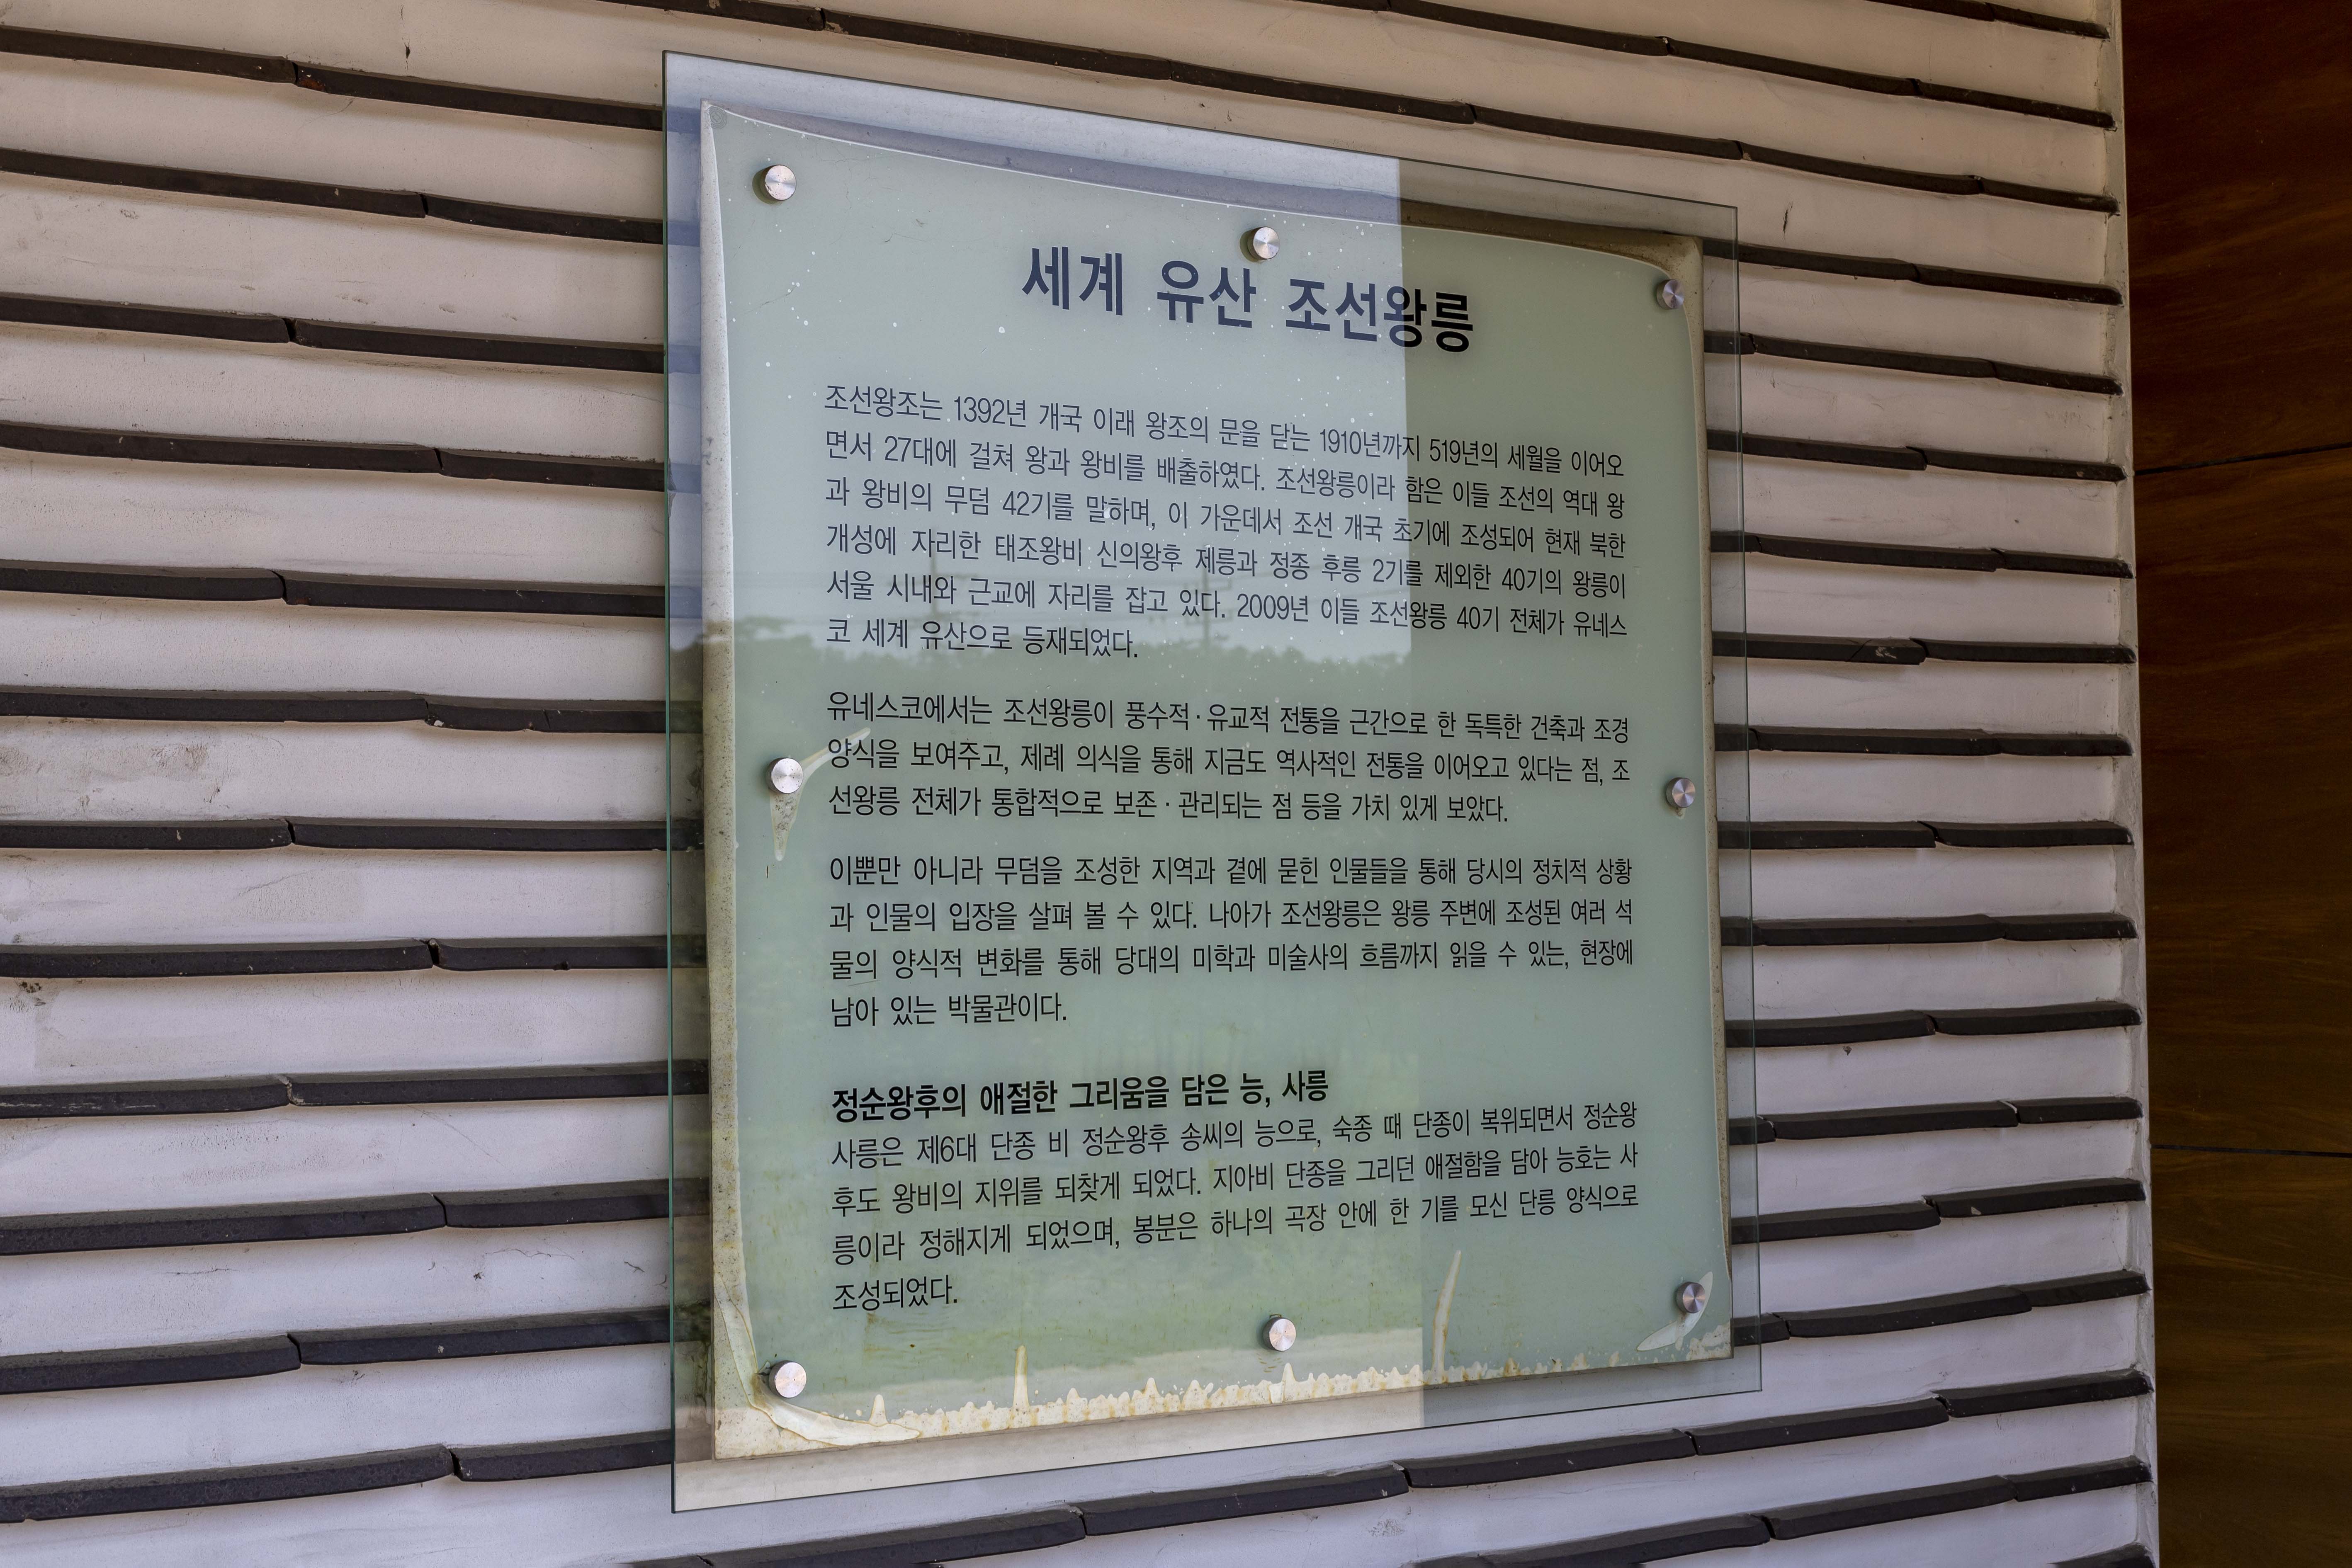 세계 유산 조선왕릉
조선왕조는 1392년 개국 이래 왕조의 문을 닫는 1910년까지 519년의 세월을 이어오
면서 27대에 걸쳐 왕과 왕비를 배출하였다. 조선왕릉이라 함은 이들 조선의 역대 왕
과 왕비의 무덤 42기를 말하며, 이 가운데서 조선 개국 초기에 조성되어 현재 북한
개성에 자리한 태조왕비 신의왕후 제릉과 정종 후릉 2기를 제외한 40기의 왕릉이
서울 시내와 근교에 자리를 잡고 있다. 2009년 이들 조선왕릉 40기 전체가 유네스
코 세계 유산으로 등재되었다.
유네스코에서는 조선왕릉이 풍수적·유교적 전통을 근간으로 한 독특한 건축과 조경
양식을 보여주고, 제례 의식을 통해 지금도 역사적인 전통을 이어오고 있다는 점, 조
선왕릉 전체가 통합적으로 보존·관리되는 점 등을 가치 있게 보았다.
이뿐만 아니라 무덤을 조성한 지역과 곁에 묻힌 인물들을 통해 당시의 정치적 상황
과 인물의 입장을 살펴 볼 수 있다. 나아가 조선왕릉은 왕릉 주변에 조성된 여러 석
물의 양식적 변화를 통해 당대의 미학과 미술사의 흐름까지 읽을 수 있는, 현장에
남아 있는 박물관이다.
정순왕후의 애절한 그리움을 담은 능, 사릉
사릉은 제6대 단종 비 정순왕후 송씨의 능으로, 숙종 때 단종이 복위되면서 정순왕
후도 왕비의 지위를 되찾게 되었다. 지아비 단종을 그리던 애절함을 담아 능호는 사
릉이라 정해지게 되었으며, 봉분은 하나의 곡장 안에 한 기를 모신 단릉 양식으로
조성되었다.